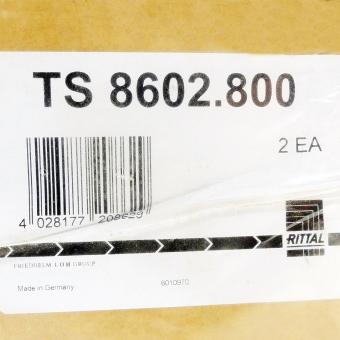 TS 8602.800
2 EA
4 028177 208629
RITTAL
FRIEDHELM LOH GROUP
Made in Germany
6010970